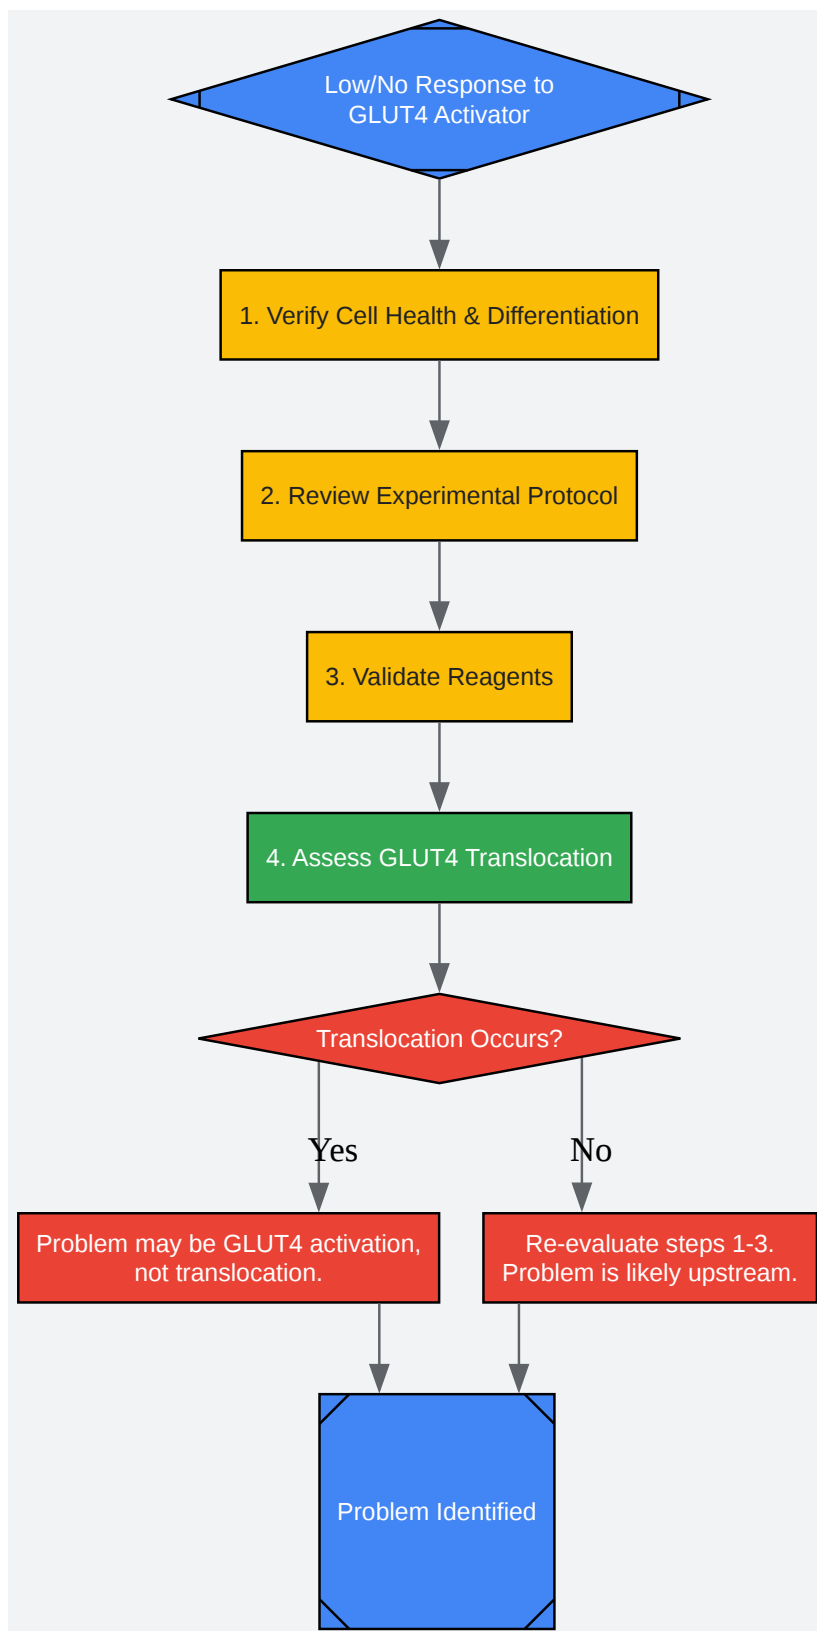 Low/No Response to
GLUT4 Activator
1. Verify Cell Health & Differentiation
2. Review Experimental Protocol
3. Validate Reagents
4. Assess GLUT4 Translocation
Translocation Occurs?
Yes
No
Problem may be GLUT4 activation,
not translocation.
Re-evaluate steps 1-3.
Problem is likely upstream.
Problem Identified